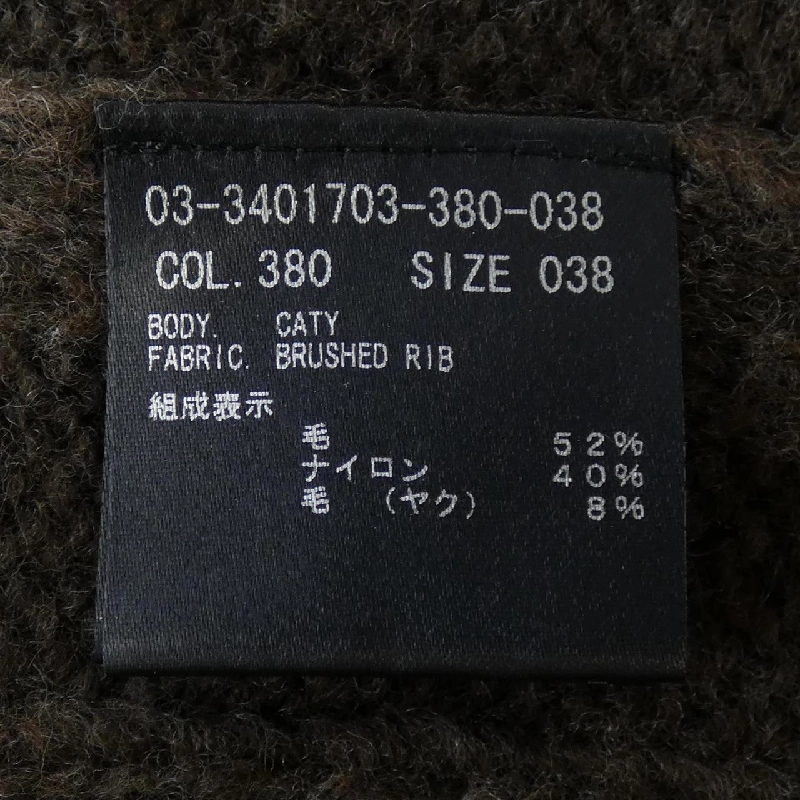 03-3401703-380-038
COL. 380 SIZE 038
BODY. CATY
FABRIC. BRUSHED RIB
組成表示
毛 52%
ナイロン 40%
毛 (ヤク) 8%